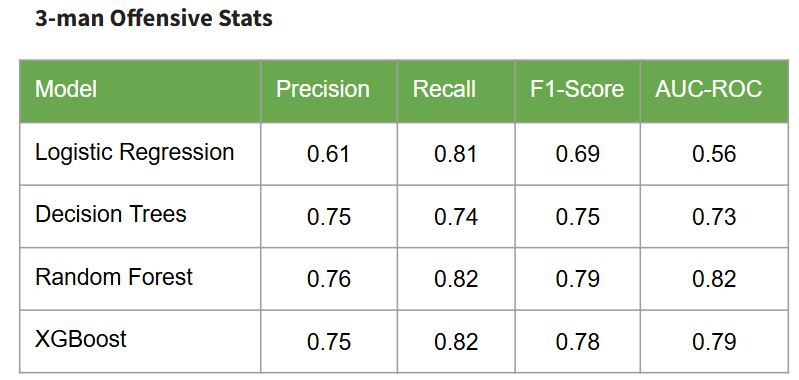 3-man Offensive Stats
Model Precision Recall F1-Score AUC-ROC
Logistic Regression 0.61 0.81 0.69 0.56
Decision Trees 0.75 0.74 0.75 0.73
Random Forest 0.76 0.82 0.79 0.82
XGBoost 0.75 0.82 0.78 0.79